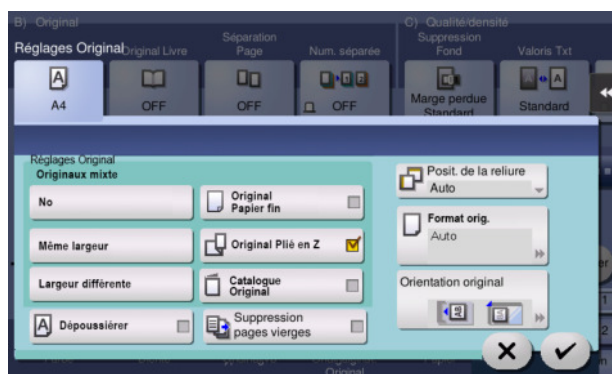 B) Original
C) Qualité/densité
Réglages Original
Original Livre
Séparation
Page
Num. séparée
Suppression
Fond
Valoris Txt
A4
OFF
OFF
OFF
Marge perdue
Standard
Standard
Réglages Original
Originaux mixte
No
Même largeur
Largeur différente
Dépoussiérer
Original
Papier fin
Original Pliè en Z
Catalogue
Original
Suppression
pages vierges
Posit. de la reliure
Auto
Format orig.
Auto
Orientation original
Original